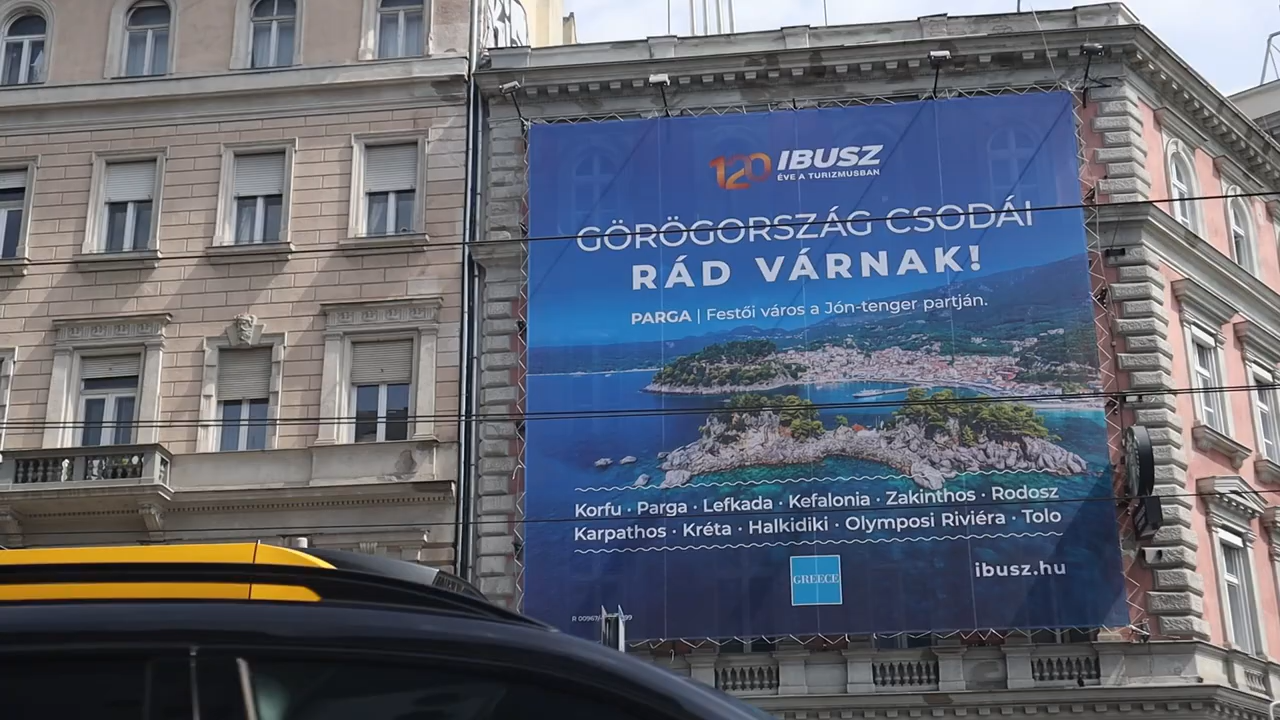 120 IBUSZ
ÉVE A TURIZMUSBAN
GÖRÖGORSZÁG CSODÁI
RÁD VÁRNAK!
PARGA | Festői város a Jón-tenger partján.
Korfu · Parga · Lefkada · Kefalonia · Zakinthos · Rodosz
Karpathos · Kréta · Halkidiki · Olymposi Riviéra · Tolo
GREECE
ibusz.hu